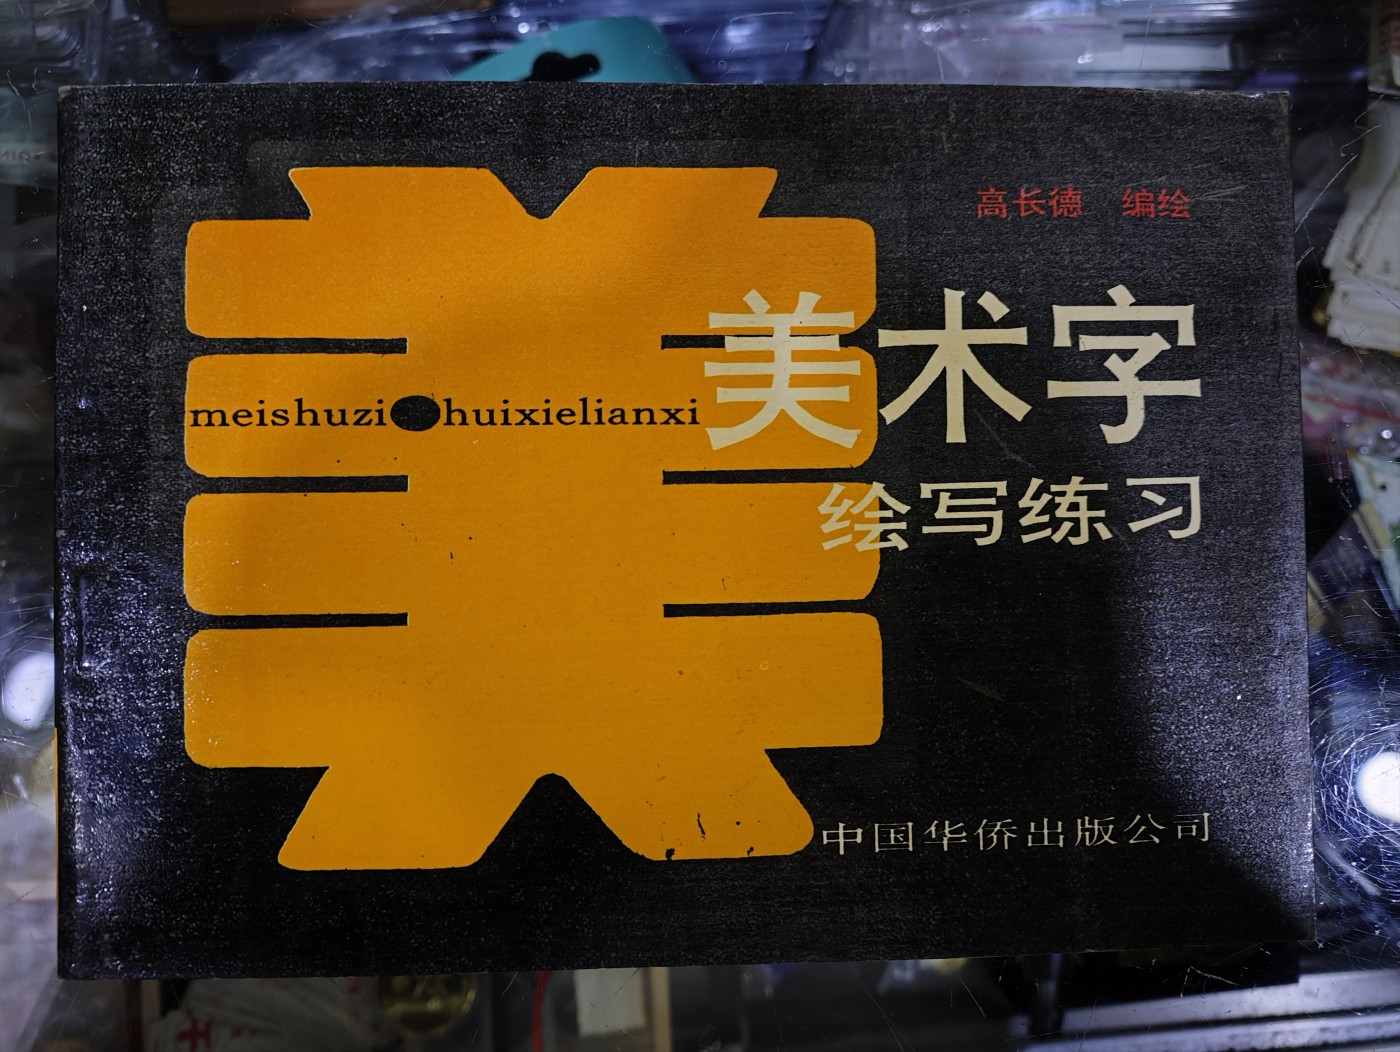 高长德 编绘
美
美术字
meishuzi●huixielianxi
绘写练习
中国华侨出版公司